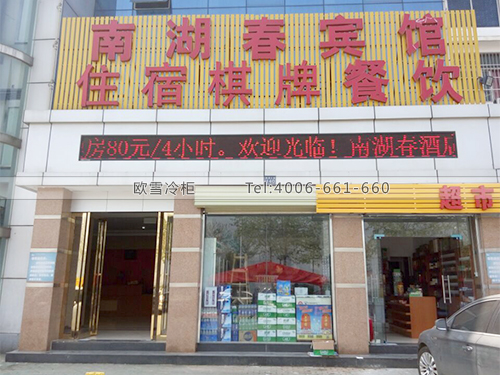 南湖春宾馆
住宿棋牌餐饮
房80元/4小时。欢迎光临！南湖春酒店
欧雪冷柜 Tel:4006-661-660
超市